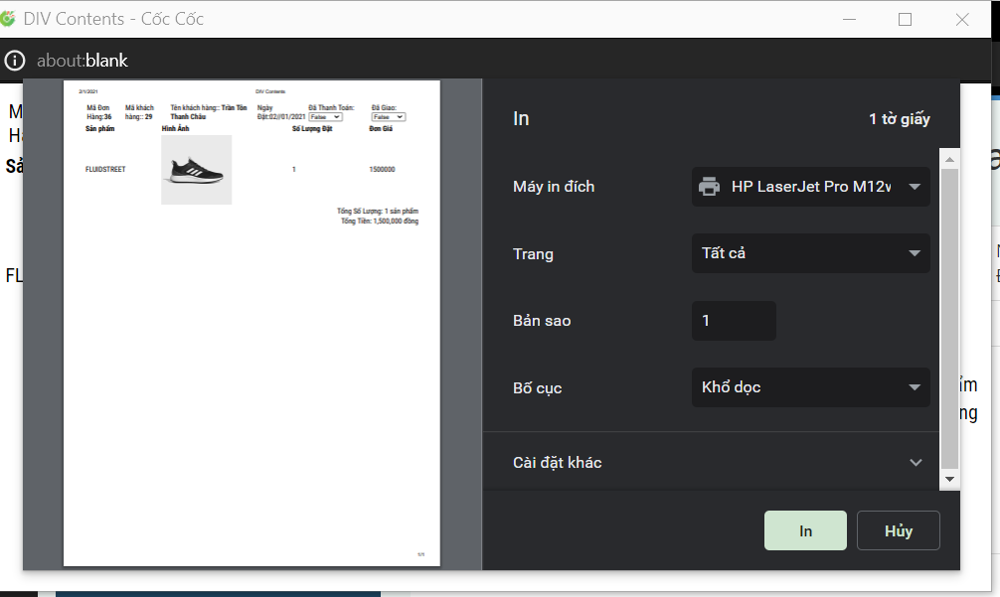 DIV Contents - Cốc Cốc
about:blank
2/1/2021 DIV Contents
Mã Đơn Mã khách Tên khách hàng:: Trần Tôn Ngày Đã Thanh Toán: Đã Giao:
Hàng:36 hàng:: 29 Thanh Châu Đặt:02//01/2021 False False
Sản phẩm Hình Ảnh Số Lượng Đặt Đơn Giá
FLUIDSTREET 1 1500000
Tổng Số Lượng: 1 sản phẩm
Tổng Tiền: 1,500,000 đồng
1/1
In 1 tờ giấy
Máy in đích HP LaserJet Pro M12v
Trang Tất cả
Bản sao 1
Bố cục Khổ dọc
Cài đặt khác
In Hủy
FL